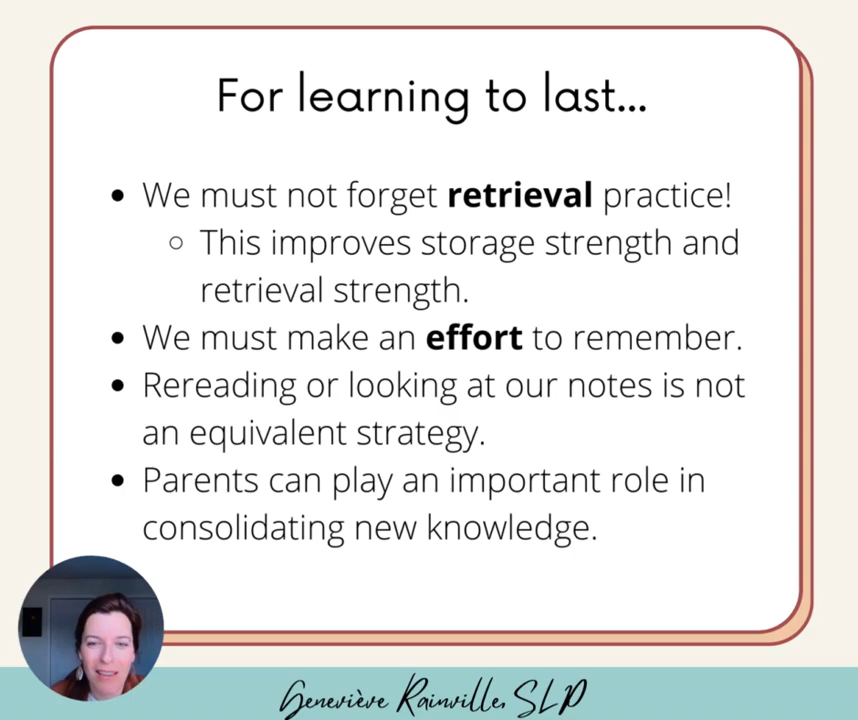 For learning to last...
• We must not forget retrieval practice!
○ This improves storage strength and
retrieval strength.
• We must make an effort to remember.
• Rereading or looking at our notes is not
an equivalent strategy.
• Parents can play an important role in
consolidating new knowledge.
Geneviève Rainville, SLP